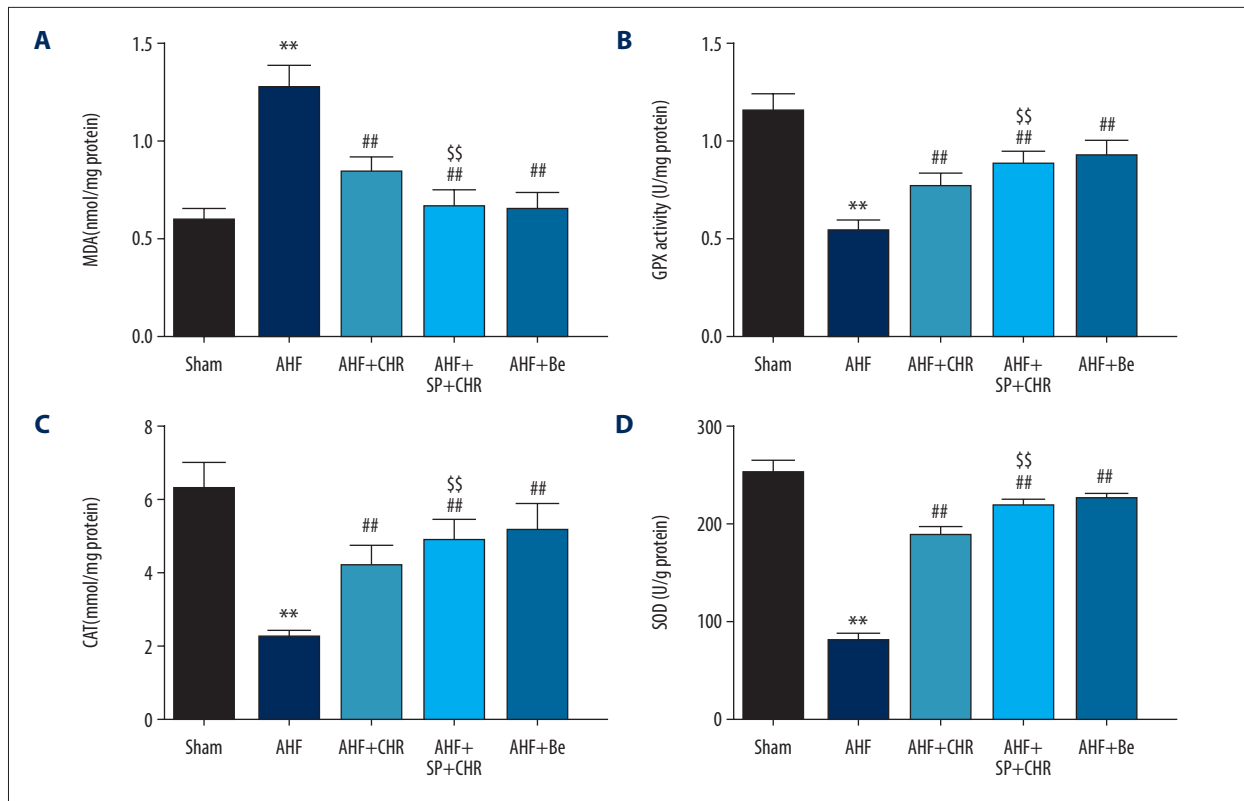 A
MDA(nmol/mg protein)
1.5
1.0
0.5
0.0
**
##
$$
##
##
Sham
AHF
AHF+CHR
AHF+
SP+CHR
AHF+Be
B
GPX activity (U/mg protein)
1.5
1.0
0.5
0.0
**
##
$$
##
##
Sham
AHF
AHF+CHR
AHF+
SP+CHR
AHF+Be
C
CAT(mmol/mg protein)
8
6
4
2
0
**
##
$$
##
##
Sham
AHF
AHF+CHR
AHF+
SP+CHR
AHF+Be
D
SOD (U/g protein)
300
200
100
0
**
##
$$
##
##
Sham
AHF
AHF+CHR
AHF+
SP+CHR
AHF+Be